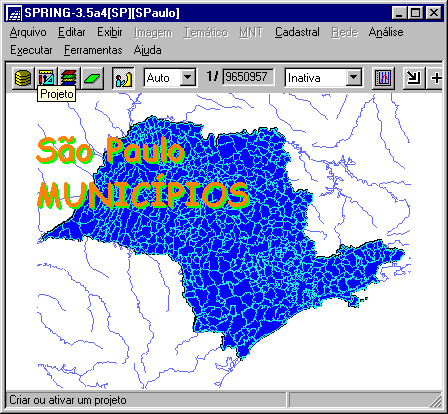 SPRING-3.5a4[SP][SPaulo]
Arquivo Editar Exibir Imagem Temático MNT Cadastral Rede Análise
Executar Ferramentas Ajuda
Auto 1/ 9650957 Inativa
Projeto
São Paulo
MUNICÍPIOS
Criar ou ativar um projeto